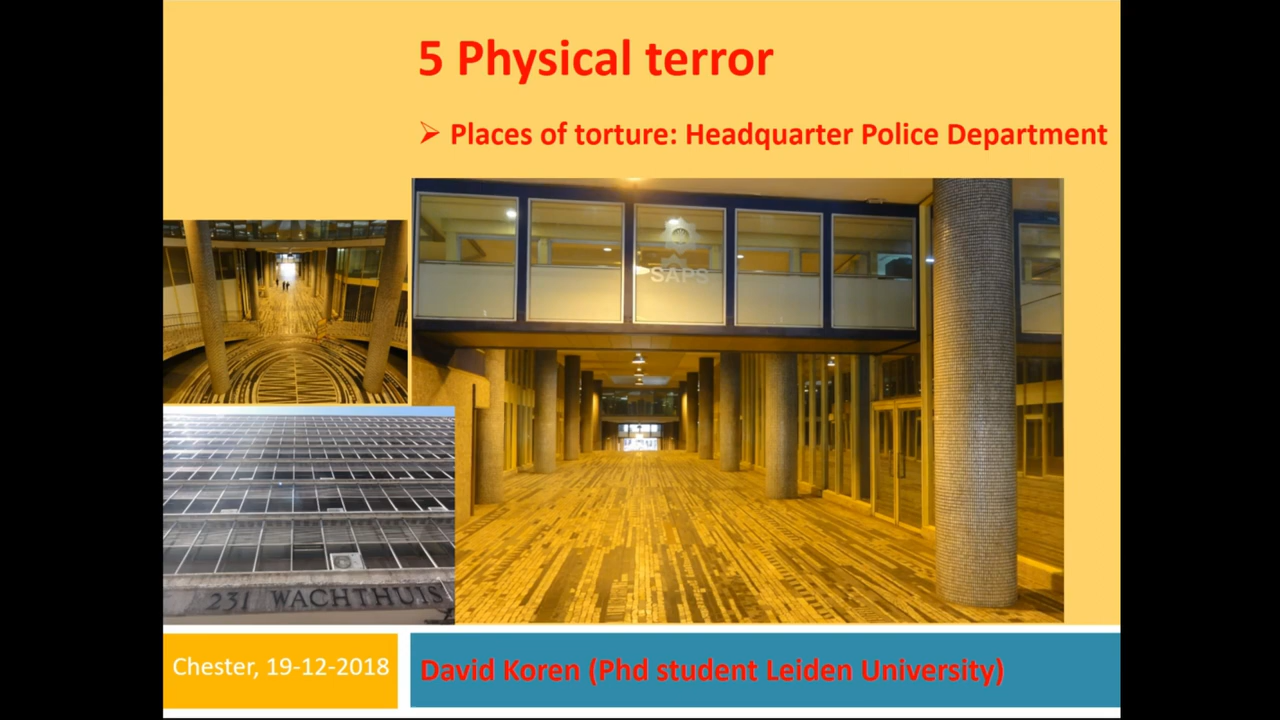 5 Physical terror
➢ Places of torture: Headquarter Police Department
SAPS
231 WACHTHUIS
Chester, 19-12-2018
David Koren (Phd student Leiden University)